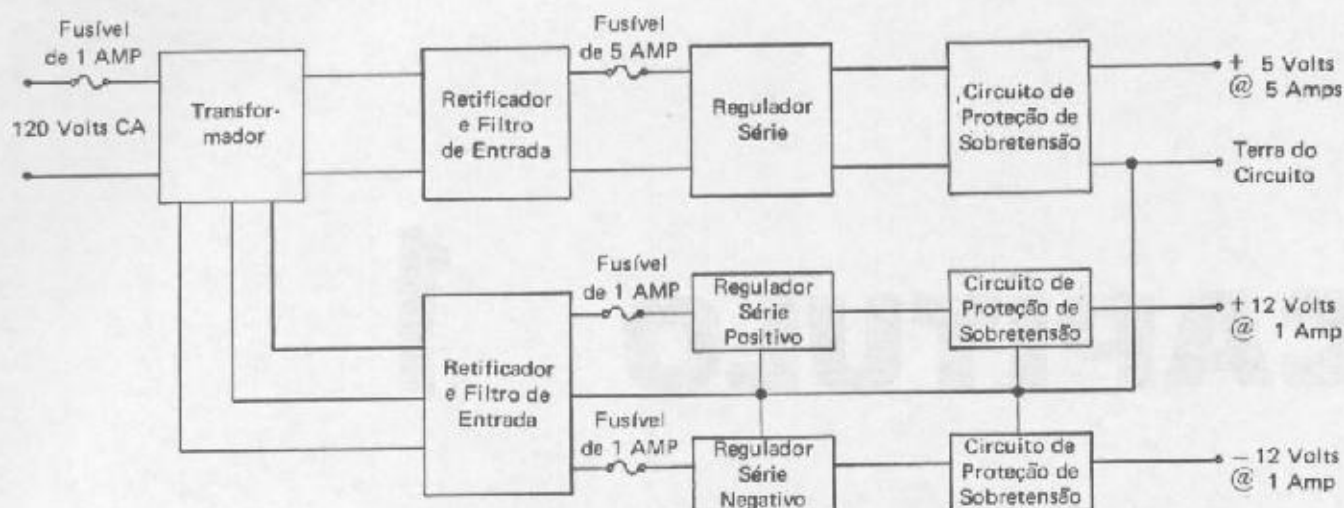 Fusível
de 1 AMP
120 Volts CA
Transfor-
mador
Retificador
e Filtro
de Entrada
Fusível
de 5 AMP
Regulador
Série
Circuito de
Proteção de
Sobretensão
+ 5 Volts
@ 5 Amps
Terra do
Circuito
Retificador
e Filtro de
Entrada
Fusível
de 1 AMP
Regulador
Série
Positivo
Circuito de
Proteção de
Sobretensão
+ 12 Volts
@ 1 Amp
Fusível
de 1 AMP
Regulador
Série
Negativo
Circuito de
Proteção de
Sobretensão
− 12 Volts
@ 1 Amp